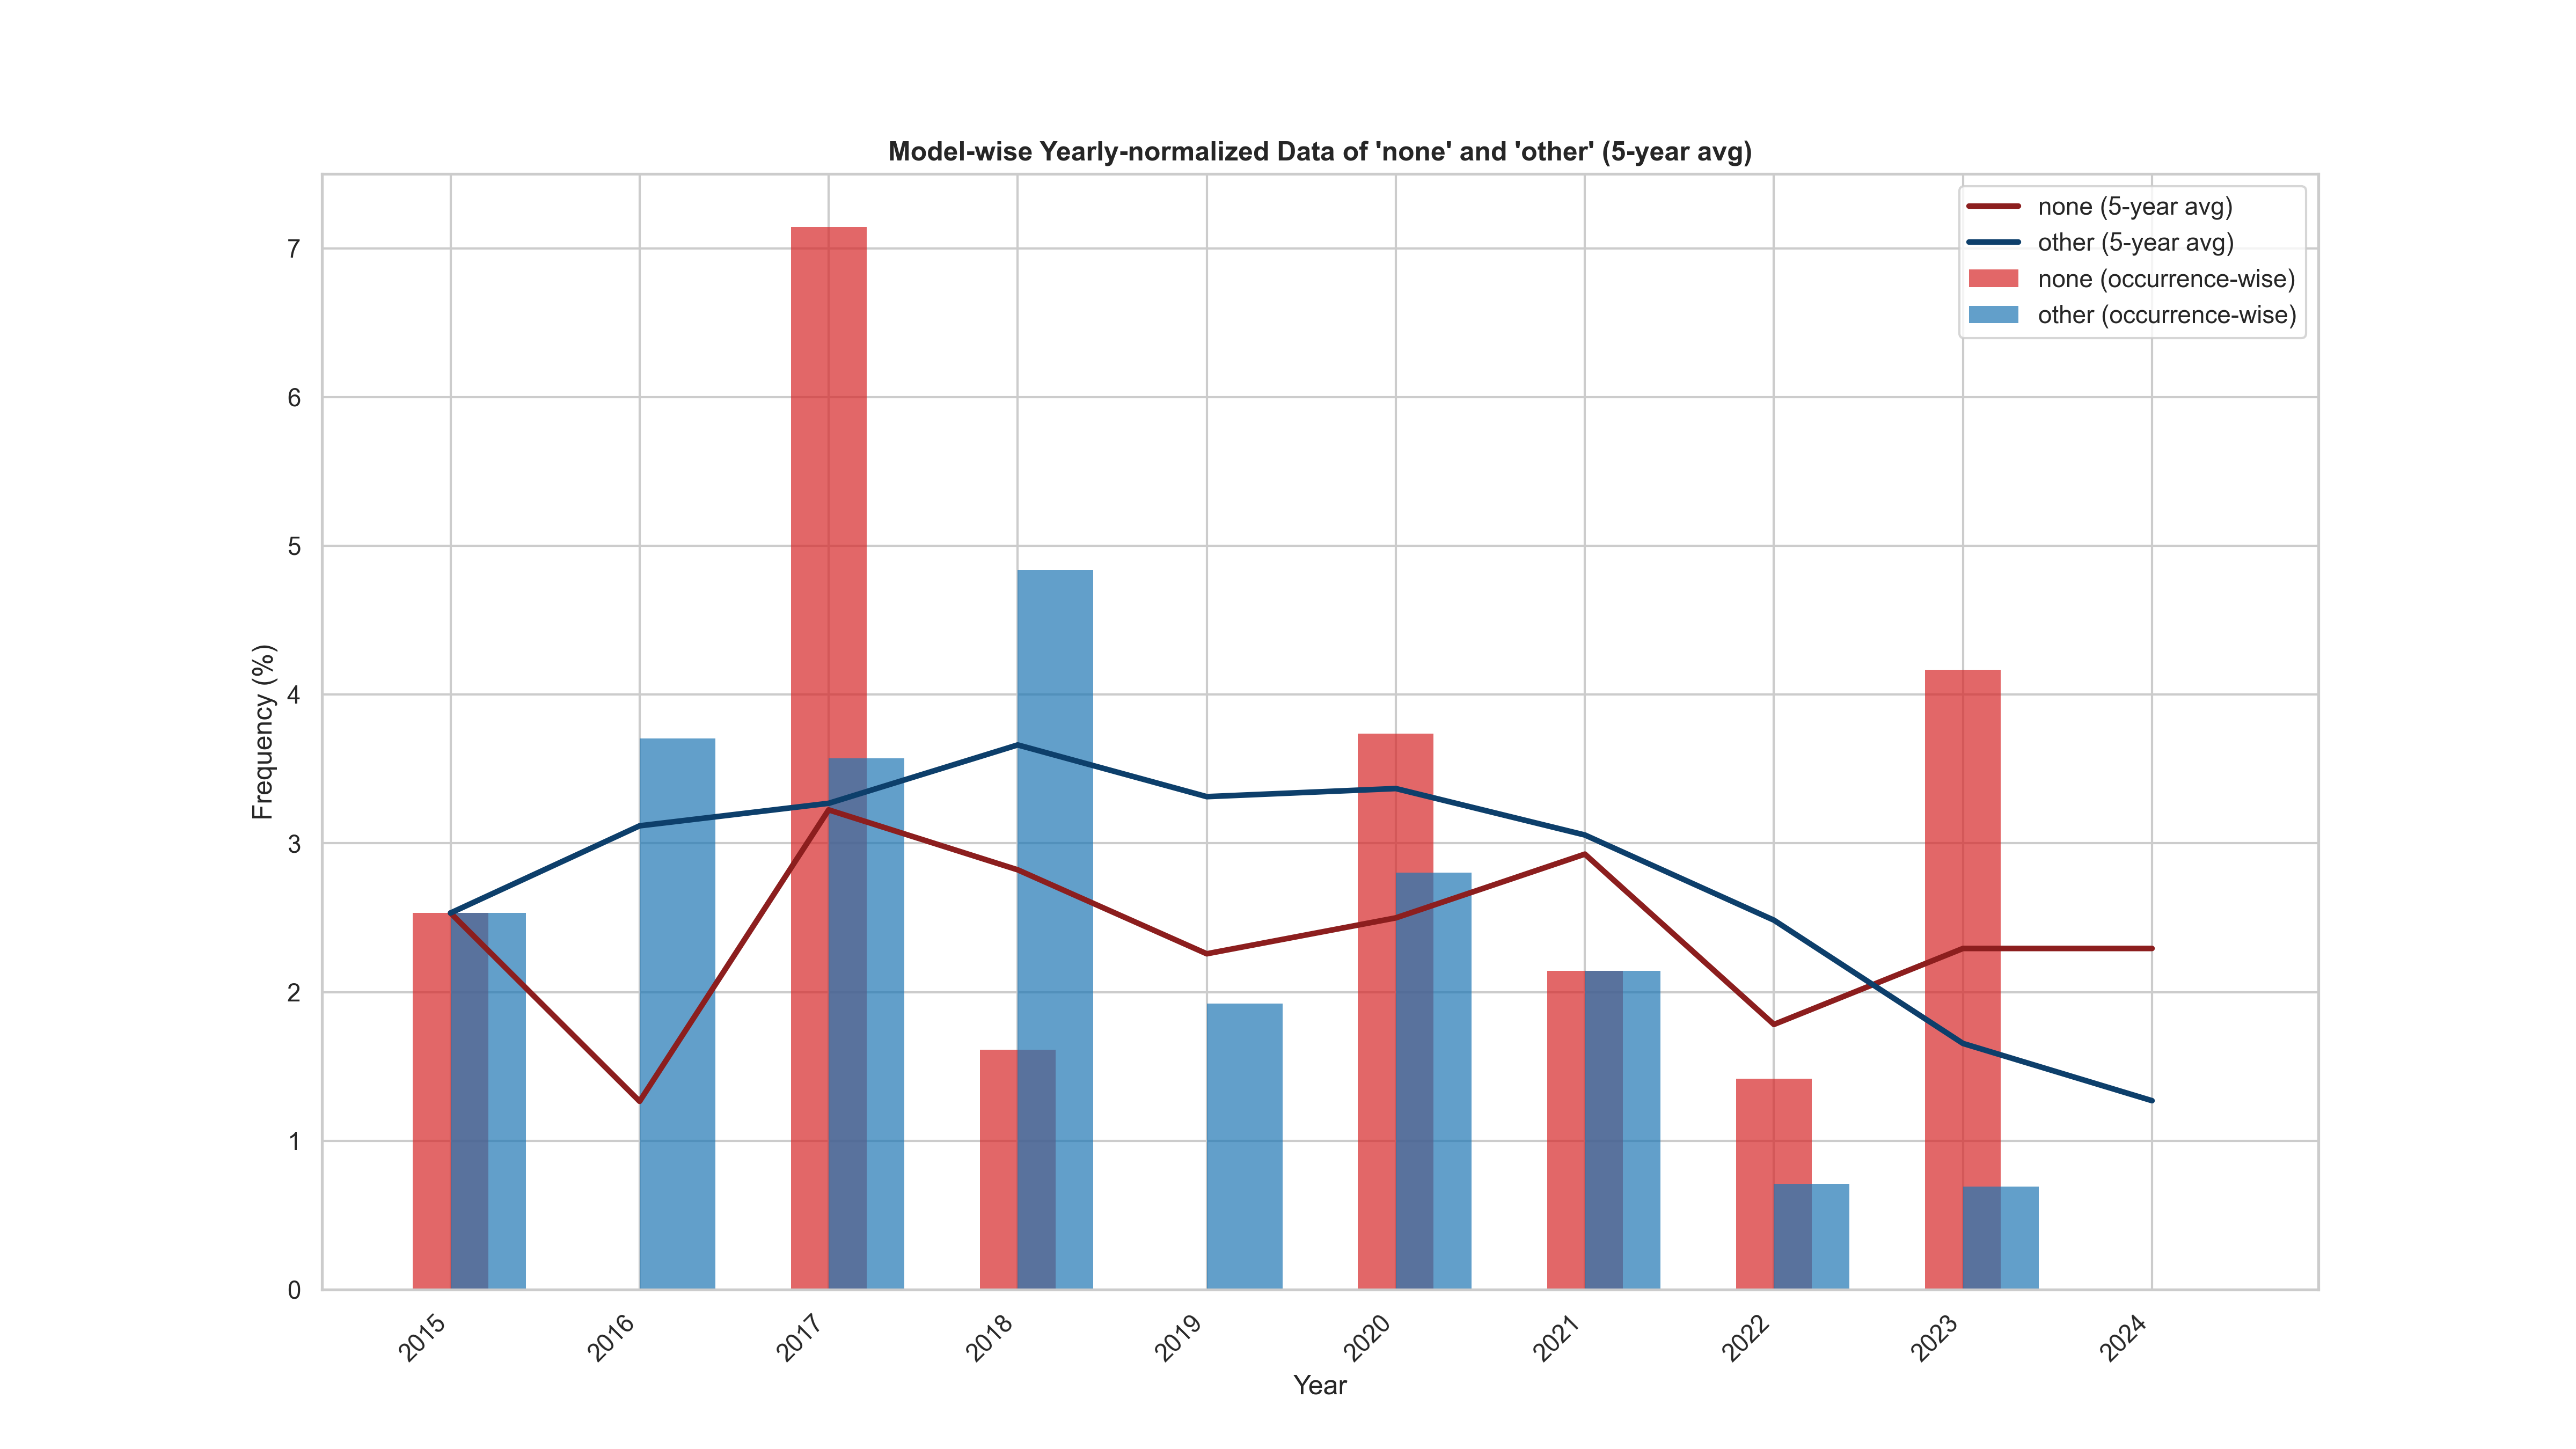 Model-wise Yearly-normalized Data of 'none' and 'other' (5-year avg)
none (5-year avg)
other (5-year avg)
none (occurrence-wise)
other (occurrence-wise)
Frequency (%)
7
6
5
4
3
2
1
0
2015
2016
2017
2018
2019
2020
2021
2022
2023
2024
Year